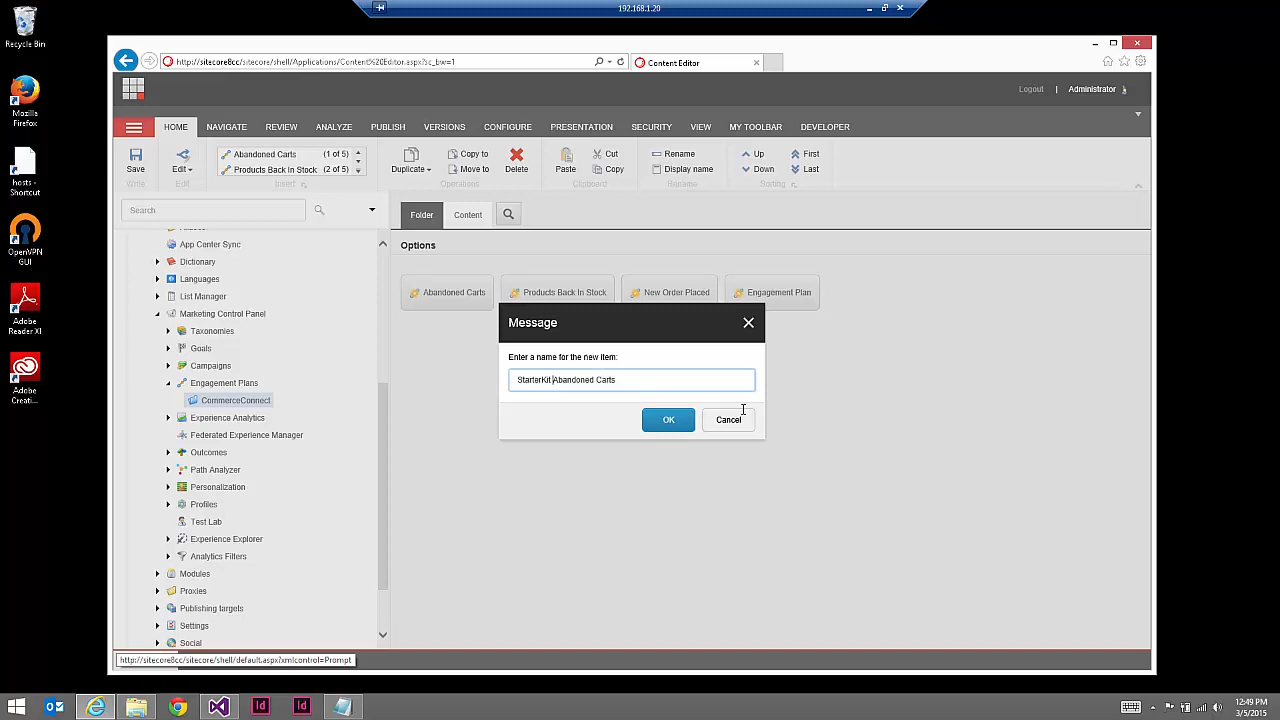 192.168.1.20
Recycle Bin
Mozilla
Firefox
hosts -
Shortcut
OpenVPN
GUI
Adobe
Reader XI
Adobe
Creati...
http://sitecore8cc/sitecore/shell/Applications/Content%20Editor.aspx?sc_bw=1
Content Editor
Logout | Administrator
HOME NAVIGATE REVIEW ANALYZE PUBLISH VERSIONS CONFIGURE PRESENTATION SECURITY VIEW MY TOOLBAR DEVELOPER
Abandoned Carts (1 of 5)
Products Back In Stock (2 of 5)
Save
Edit
Duplicate
Copy to
Move to
Delete
Paste
Cut
Copy
Rename
Display name
Up
Down
First
Last
Write Edit Insert Operations Clipboard Rename Sorting
Search
Folder Content
App Center Sync
Options
Dictionary
Languages
List Manager
Marketing Control Panel
Taxonomies
Goals
Campaigns
Engagement Plans
CommerceConnect
Experience Analytics
Federated Experience Manager
Outcomes
Path Analyzer
Personalization
Profiles
Test Lab
Experience Explorer
Analytics Filters
Modules
Proxies
Publishing targets
Settings
Social
Abandoned Carts Products Back In Stock New Order Placed Engagement Plan
Message
Enter a name for the new item:
StarterKit Abandoned Carts
OK Cancel
http://sitecore8cc/sitecore/shell/default.aspx?xmlcontrol=Prompt
12:49 PM
3/5/2015